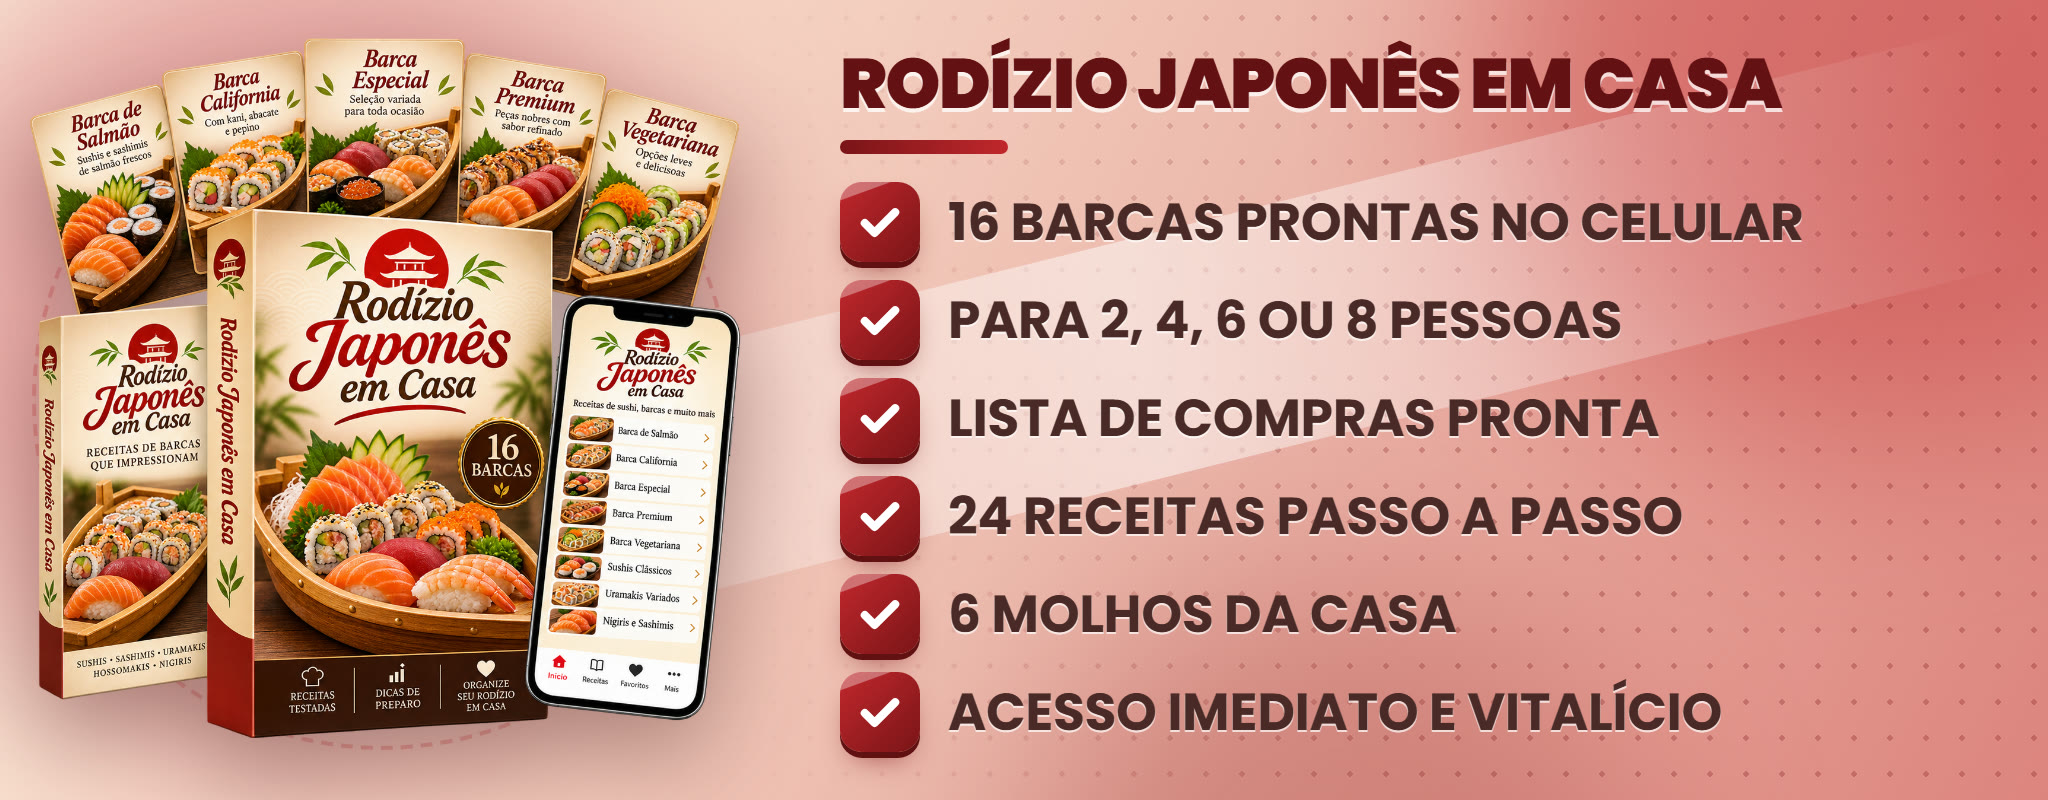 Barca de
Salmão
Sushis e sashimis
de salmão frescos
Barca
California
Com kani, abacate
e pepino
Barca
Especial
Seleção variada
para toda ocasião
Barca
Premium
Peças nobres com
sabor refinado
Barca
Vegetariana
Opções leves
e deliciosas
Rodízio Japonês em Casa
Rodízio
Japonês
em Casa
RECEITAS DE BARCAS
QUE IMPRESSIONAM
SUSHIS • SASHIMIS • URAMAKIS
HOSSOMAKIS • NIGIRIS
Rodízio Japonês em Casa
Rodízio
Japonês
em Casa
16
BARCAS
RECEITAS
TESTADAS
DICAS DE
PREPARO
ORGANIZE
SEU RODÍZIO
EM CASA
Rodízio
Japonês
em Casa
Receitas de sushi, barcas e muito mais
Barca de Salmão
Barca California
Barca Especial
Barca Premium
Barca Vegetariana
Sushis Clássicos
Uramakis Variados
Nigiris e Sashimis
Início
Receitas
Favoritos
Mais
RODÍZIO JAPONÊS EM CASA
16 BARCAS PRONTAS NO CELULAR
PARA 2, 4, 6 OU 8 PESSOAS
LISTA DE COMPRAS PRONTA
24 RECEITAS PASSO A PASSO
6 MOLHOS DA CASA
ACESSO IMEDIATO E VITALÍCIO